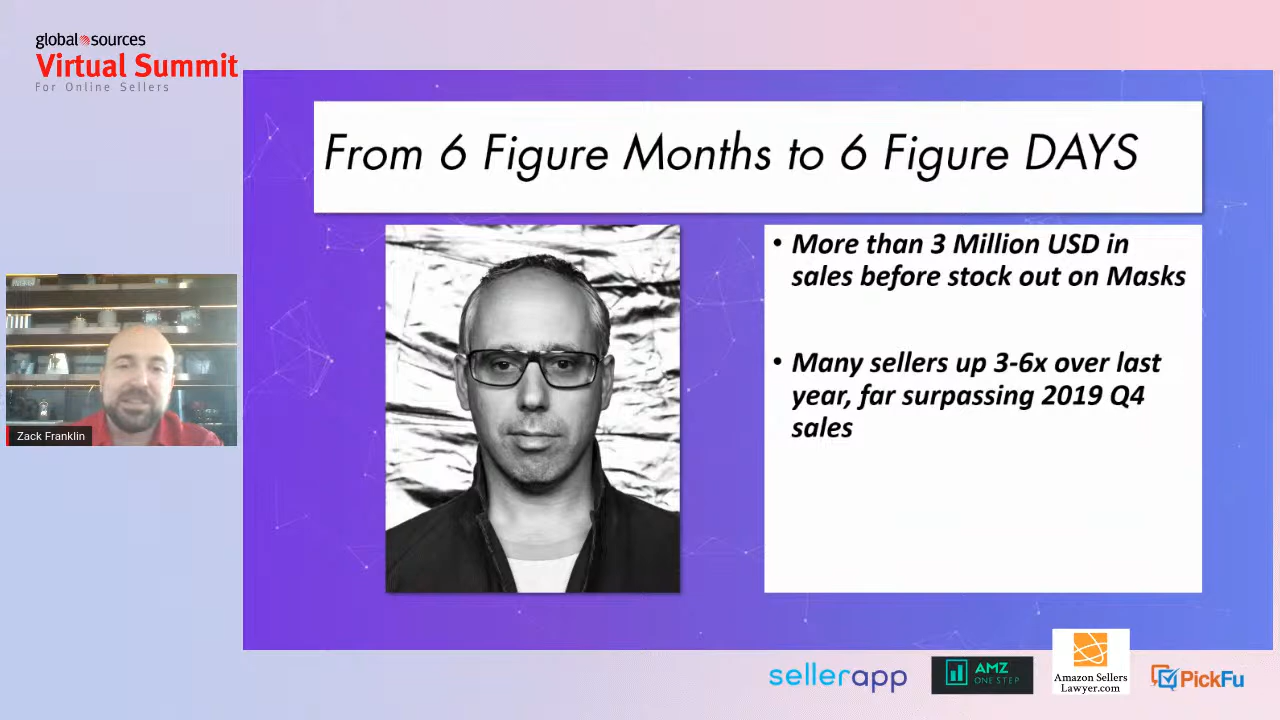 global sources
Virtual Summit
For Online Sellers
From 6 Figure Months to 6 Figure DAYS
• More than 3 Million USD in
sales before stock out on Masks
• Many sellers up 3-6x over last
year, far surpassing 2019 Q4
sales
Zack Franklin
sellerapp
AMZ
ONE STEP
Amazon Sellers
Lawyer.com
PickFu